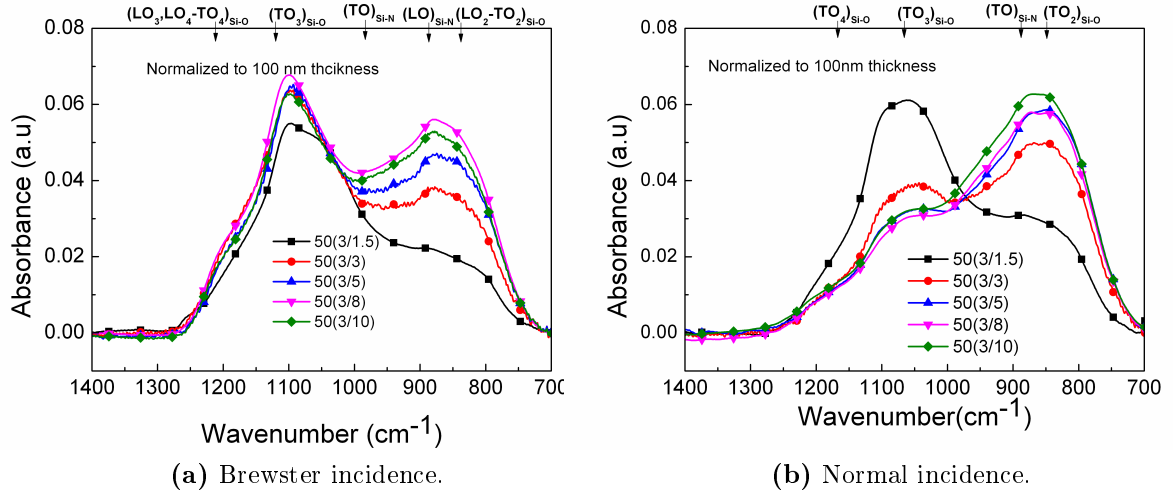 (LO3,LO4-TO4)Si-O (TO3)Si-O (TO)Si-N (LO)Si-N (LO2-TO2)Si-O
0.08
0.06
0.04
0.02
0.00
Absorbance (a.u)
Normalized to 100 nm thcikness
50(3/1.5)
50(3/3)
50(3/5)
50(3/8)
50(3/10)
1400 1300 1200 1100 1000 900 800 700
Wavenumber (cm-1)
(a) Brewster incidence.
(TO4)Si-O (TO3)Si-O (TO)Si-N (TO2)Si-O
0.08
0.06
0.04
0.02
0.00
Absorbance (a.u)
Normalized to 100nm thickness
50(3/1.5)
50(3/3)
50(3/5)
50(3/8)
50(3/10)
1400 1300 1200 1100 1000 900 800 700
Wavenumber(cm-1)
(b) Normal incidence.